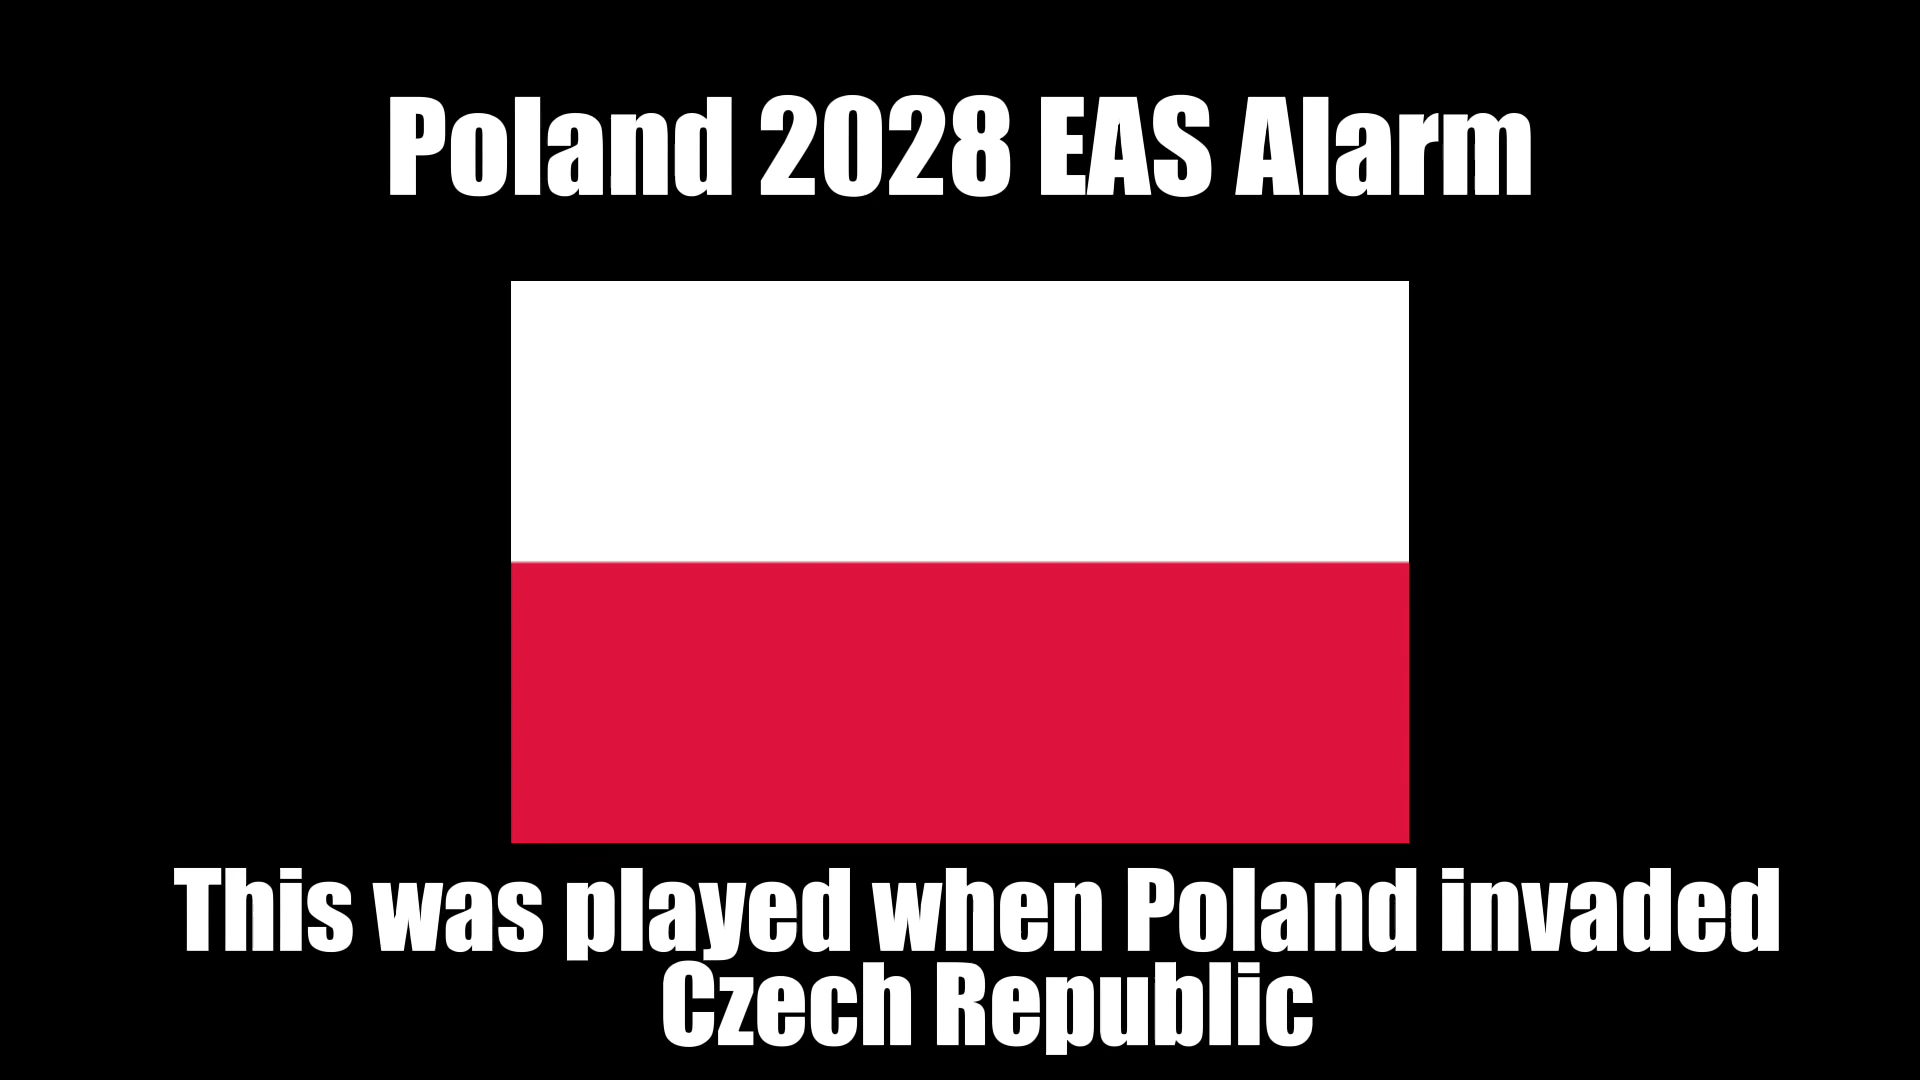 Poland 2028 EAS Alarm
This was played when Poland invaded
Czech Republic